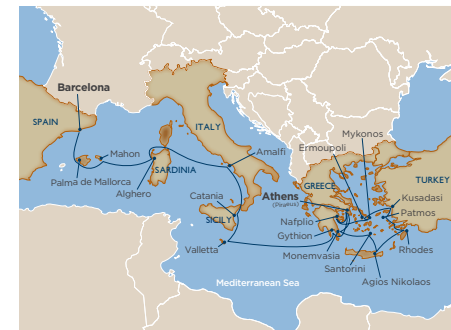 Barcelona
SPAIN
Mahon
Palma de Mallorca
Alghero
SARDINIA
ITALY
Amalfi
Catania
SICILY
Valletta
Mykonos
Ermoupoli
GREECE
TURKEY
Athens
(Piraeus)
Kusadasi
Patmos
Nafplio
Gythion
Monemvasia
Rhodes
Santorini
Agios Nikolaos
Mediterranean Sea